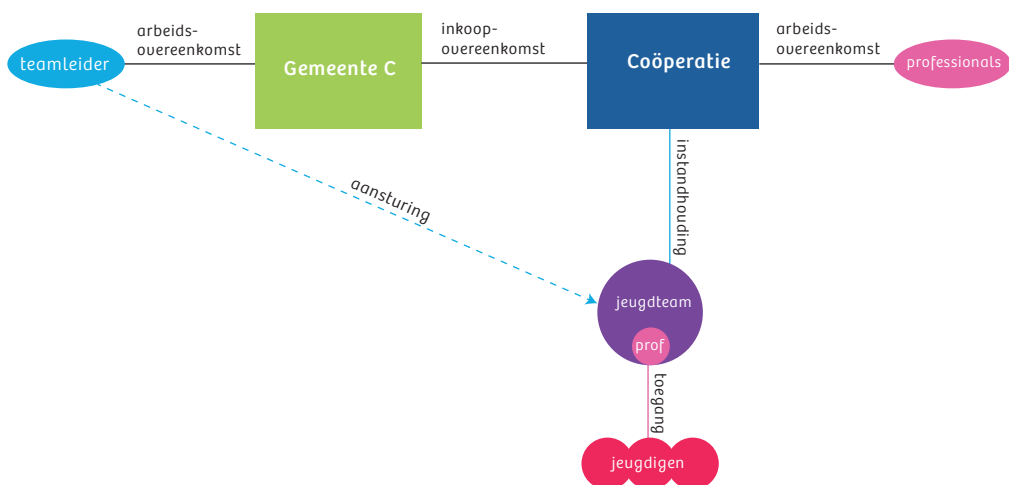 arbeids-
overeenkomst
inkoop-
overeenkomst
arbeids-
overeenkomst
teamleider
Gemeente C
Coöperatie
professionals
instandhouding
aansturing
jeugdteam
prof
toegang
jeugdigen